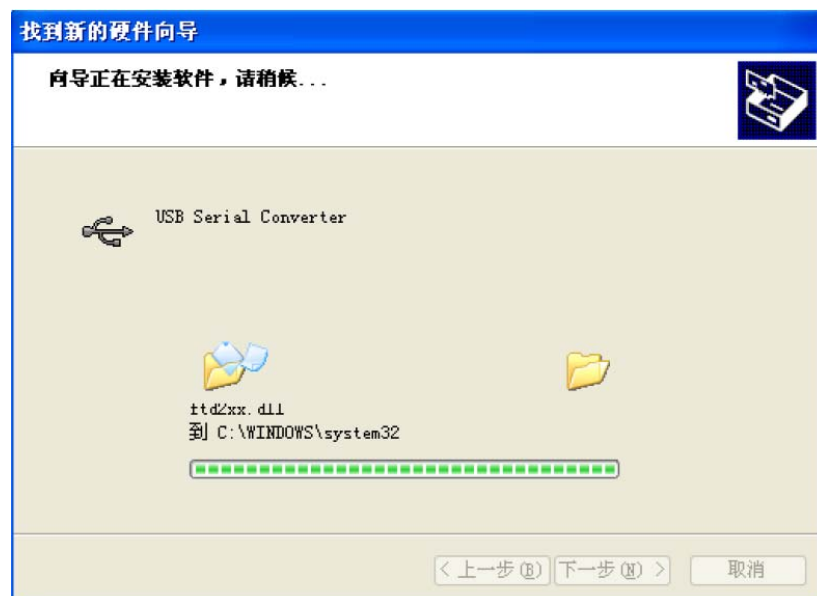 找到新的硬件向导
向导正在安装软件，请稍候...
USB Serial Converter
ftd2xx.dll
到 C:\WINDOWS\system32
< 上一步(B)
下一步(N) >
取消